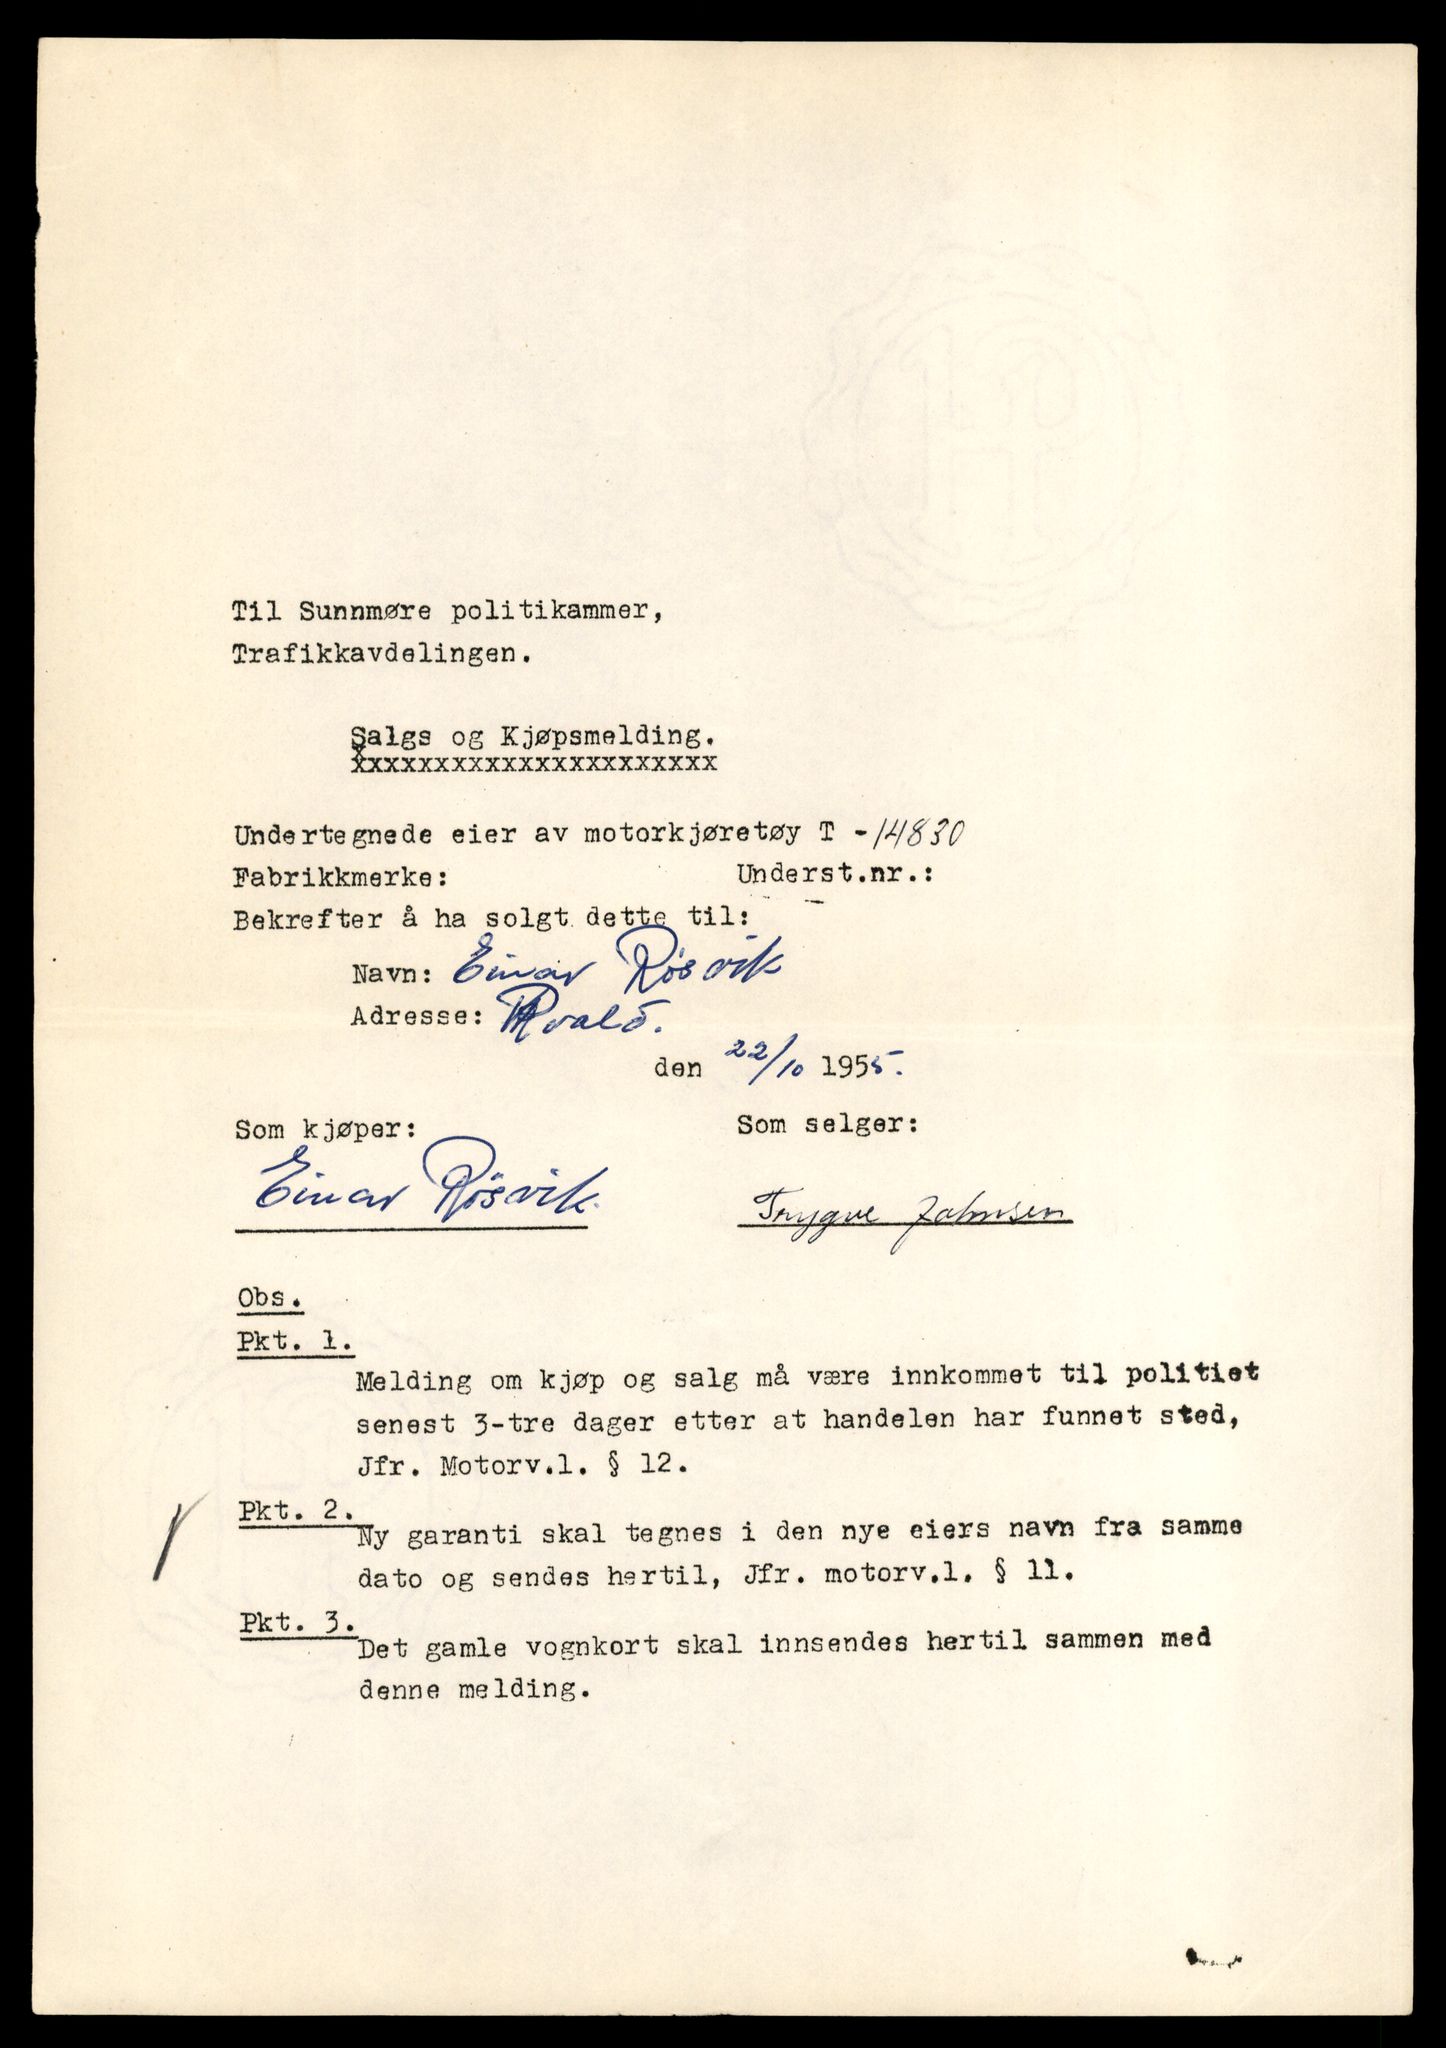 Til Sunnmøre politikammer,
Trafikkavdelingen.
Salgs og Kjøpsmelding.
xxxxxxxxxxxxxxxxxxxxxx
Undertegnede eier av motorkjøretøy T - 14830
Fabrikkmerke: Underst.nr.:
Bekrefter å ha solgt dette til:
Navn: Einar Røsvik
Adresse:
den 22/10 1955.
Som kjøper: Som selger:
Einar Røsvik. Trygve Johnsen
Obs.
Pkt. 1.
Melding om kjøp og salg må være innkommet til politiet
senest 3-tre dager etter at handelen har funnet sted,
Jfr. Motorv.l. § 12.
Pkt. 2.
Ny garanti skal tegnes i den nye eiers navn fra samme
dato og sendes hertil, Jfr. motorv.l. § 11.
Pkt. 3.
Det gamle vognkort skal innsendes hertil sammen med
denne melding.